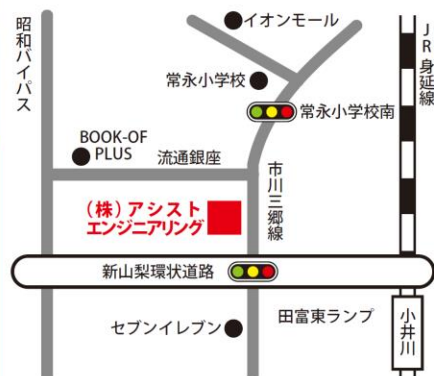 イオンモール
昭和バイパス
JR身延線
常永小学校
常永小学校南
BOOK-OF
PLUS
流通銀座
市川三郷線
(株)アシスト
エンジニアリング
新山梨環状道路
田富東ランプ
小井川
セブンイレブン